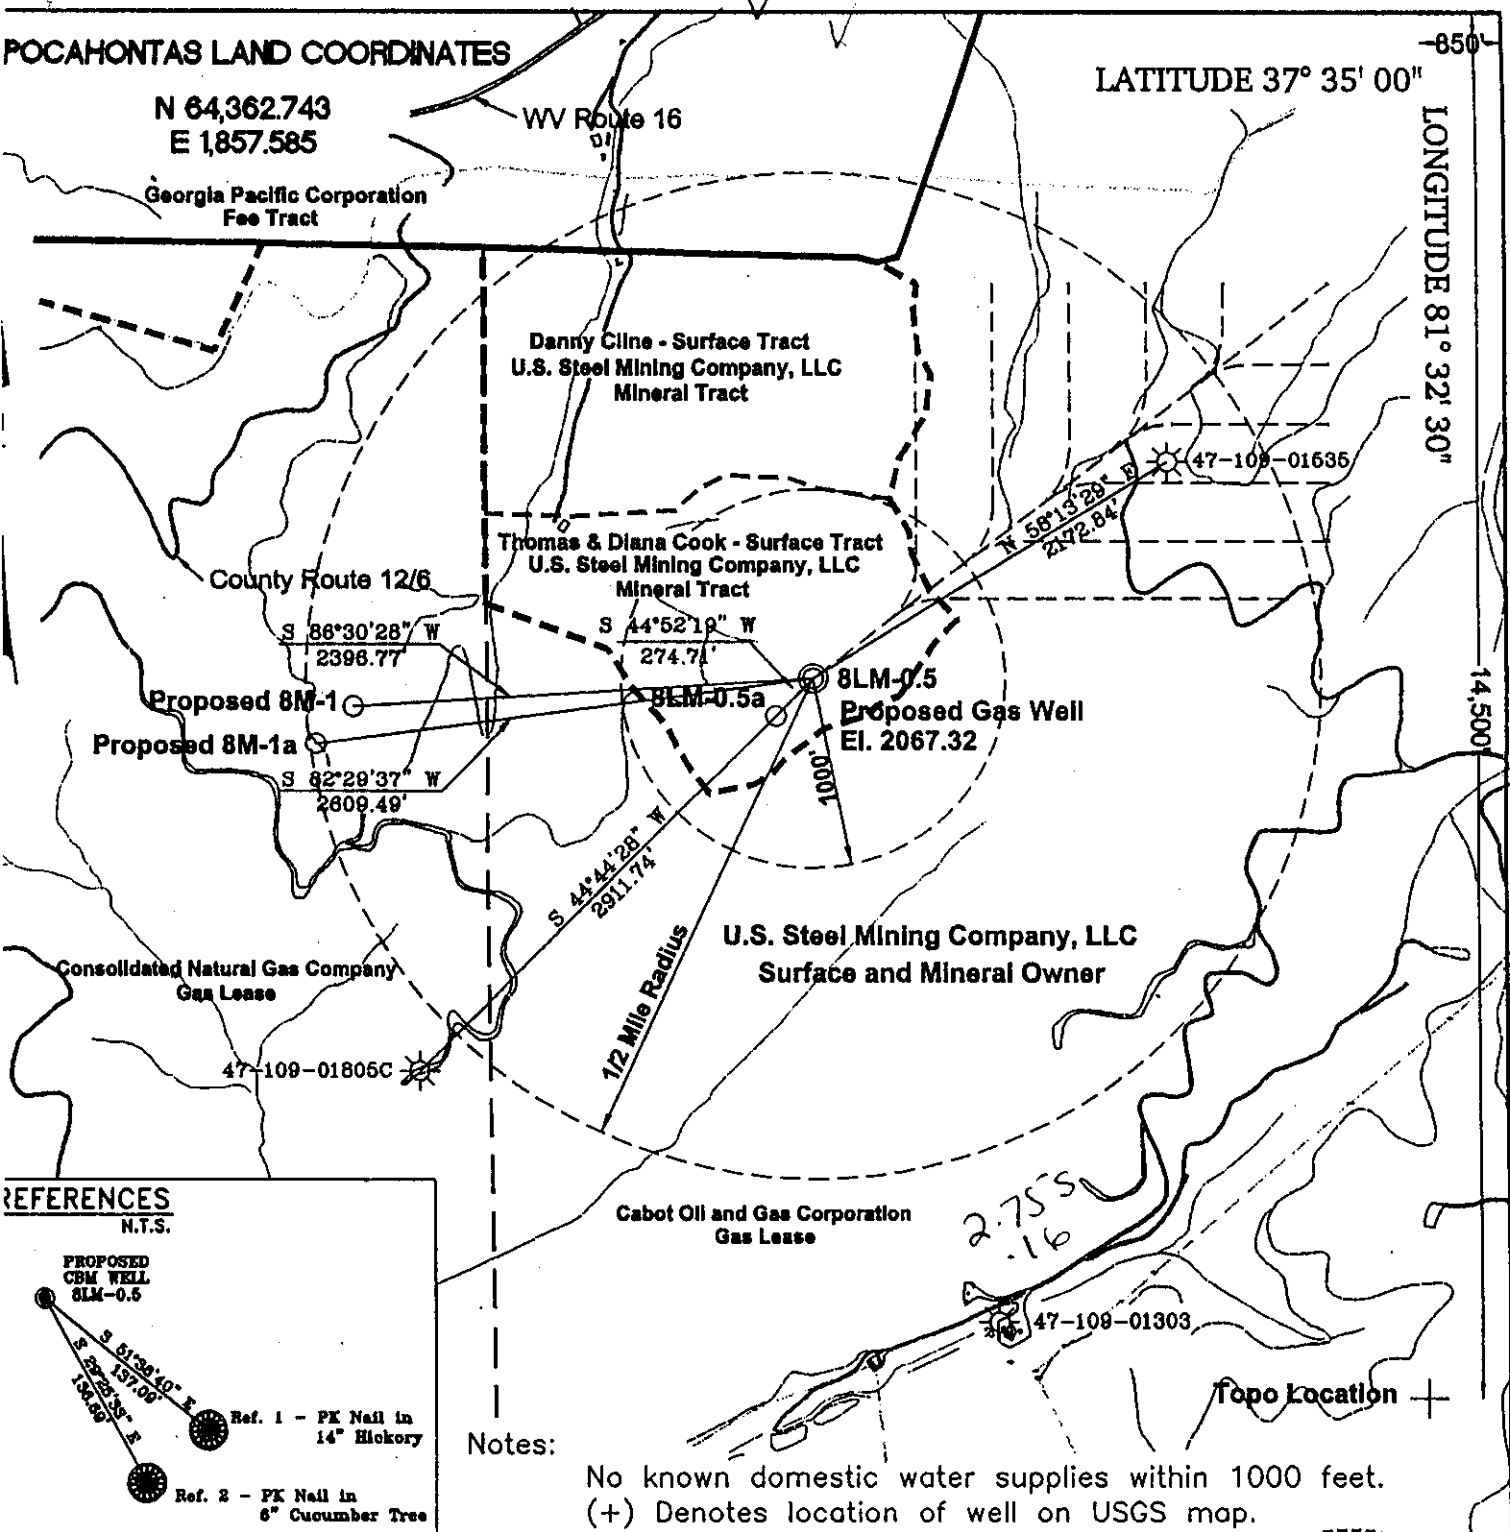 POCAHONTAS LAND COORDINATES
N 64,362.743
E 1,857.585
WV Route 16
850'
LATITUDE 37° 35' 00"
LONGITUDE 81° 32' 30"
Georgia Pacific Corporation
Fee Tract
Danny Cline - Surface Tract
U.S. Steel Mining Company, LLC
Mineral Tract
47-109-01635
N 58°13'29" E
2172.84'
Thomas & Diana Cook - Surface Tract
U.S. Steel Mining Company, LLC
Mineral Tract
County Route 12/6
S 86°30'28" W
2396.77'
S 44°52'19" W
274.71'
Proposed 8M-1
8LM-0.5a
8LM-0.5
Proposed Gas Well
El. 2067.32
14,500'
Proposed 8M-1a
S 82°29'37" W
2609.49'
1000'
S 44°44'28" W
2911.74'
1/2 Mile Radius
U.S. Steel Mining Company, LLC
Surface and Mineral Owner
Consolidated Natural Gas Company
Gas Lease
47-109-01805C
REFERENCES
N.T.S.
PROPOSED
CBM WELL
8LM-0.5
S 51°38'40" E
137.09'
Ref. 1 - PK Nail in
14" Hickory
Ref. 2 - PK Nail in
6" Cucumber Tree
Cabot Oil and Gas Corporation
Gas Lease
2.75 S
.16
47-109-01303
Topo Location
Notes:
No known domestic water supplies within 1000 feet.
(+) Denotes location of well on USGS map.